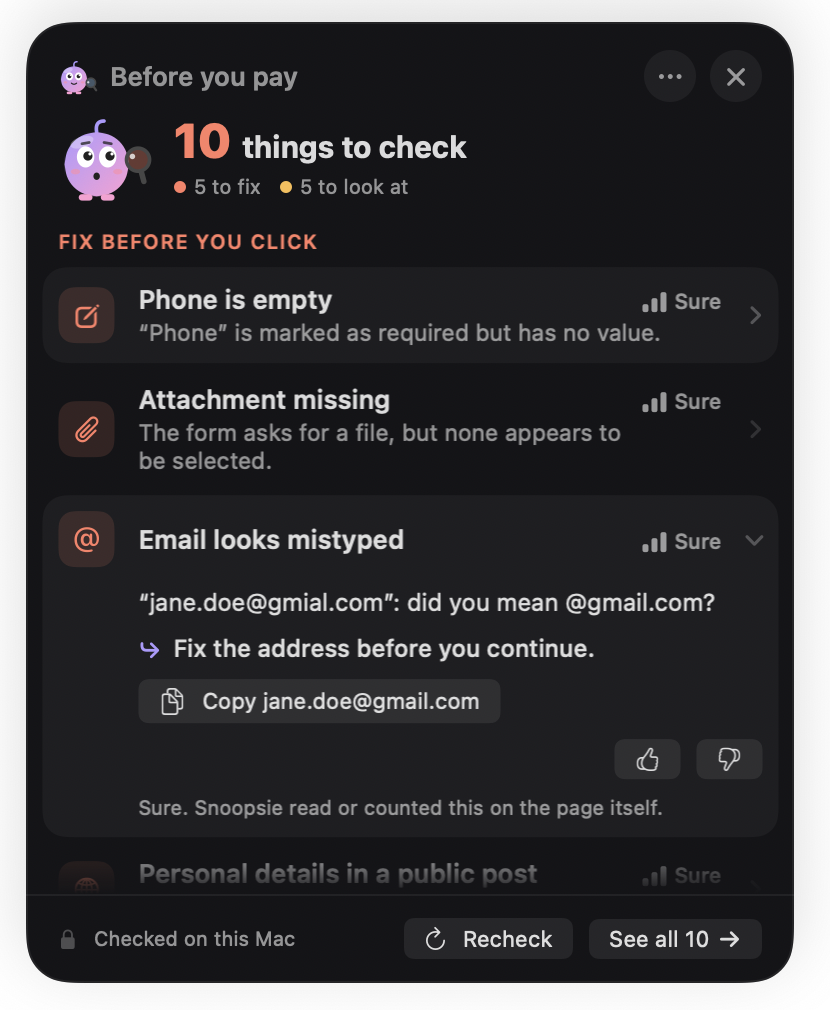 Before you pay
10 things to check
5 to fix 5 to look at
FIX BEFORE YOU CLICK
Phone is empty Sure
“Phone” is marked as required but has no value.
Attachment missing Sure
The form asks for a file, but none appears to
be selected.
@ Email looks mistyped Sure
“jane.doe@gmial.com”: did you mean @gmail.com?
Fix the address before you continue.
Copy jane.doe@gmail.com
Sure. Snoopsie read or counted this on the page itself.
Personal details in a public post Sure
Checked on this Mac Recheck See all 10 →